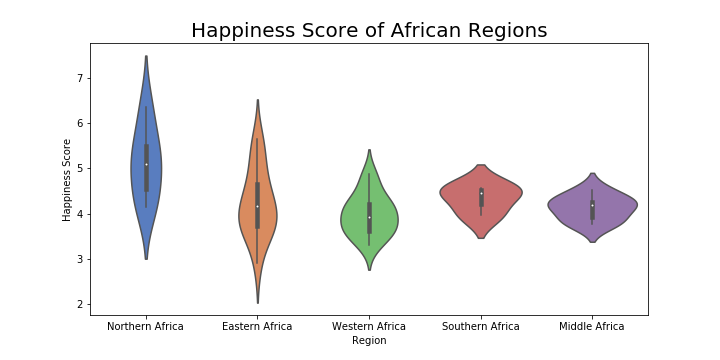 Happiness Score of African Regions
Happiness Score
7
6
5
4
3
2
Northern Africa
Eastern Africa
Western Africa
Southern Africa
Middle Africa
Region